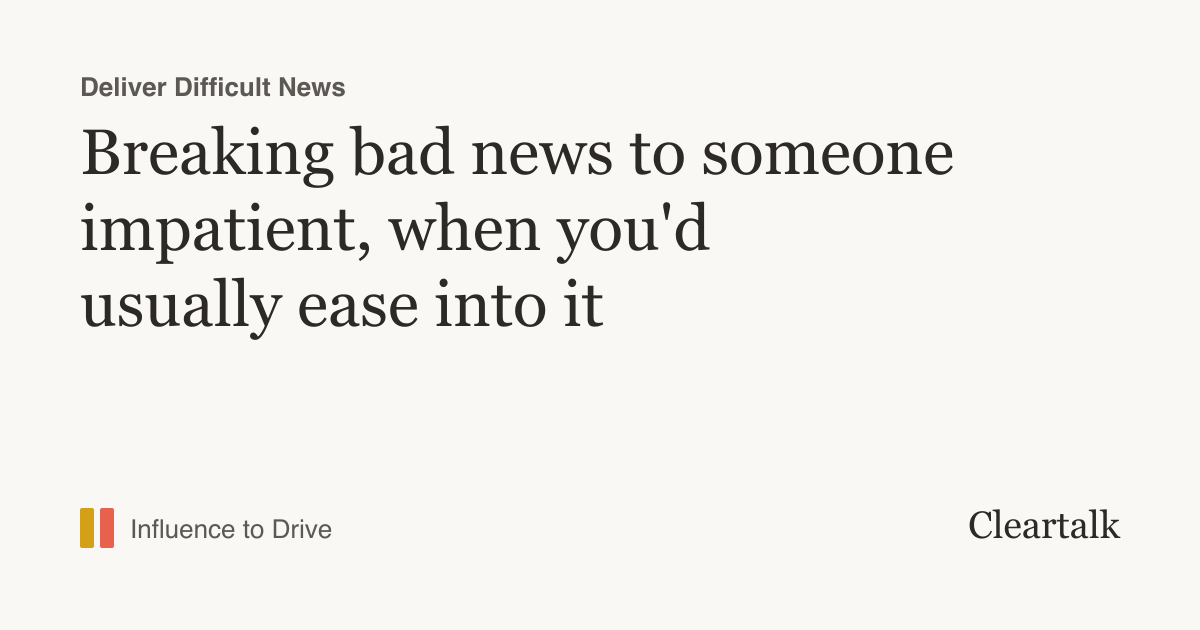 Deliver Difficult News
Breaking bad news to someone
impatient, when you'd
usually ease into it
Influence to Drive
Cleartalk